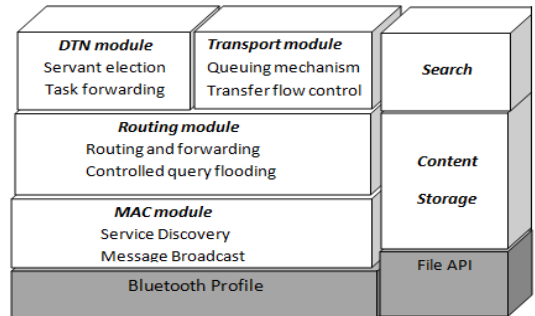 DTN module
Servant election
Task forwarding
Transport module
Queuing mechanism
Transfer flow control
Search
Routing module
Routing and forwarding
Controlled query flooding
Content
Storage
MAC module
Service Discovery
Message Broadcast
Bluetooth Profile
File API